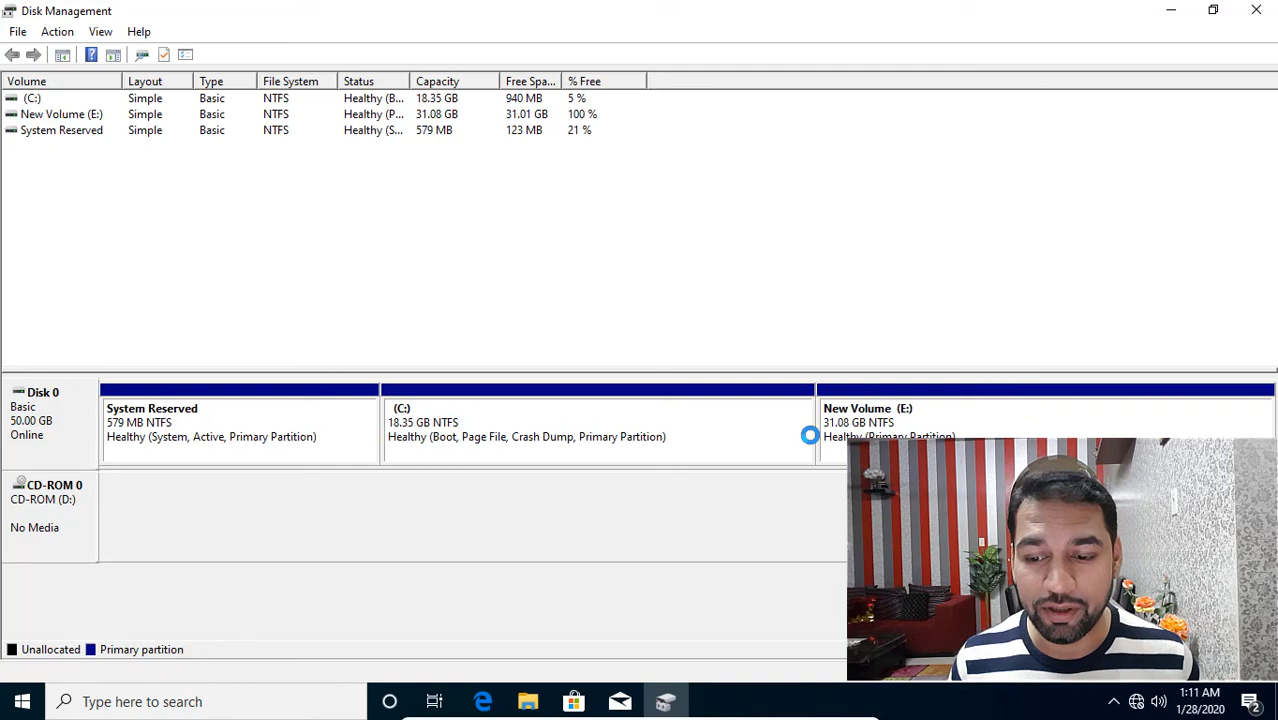 Disk Management
File Action View Help
Volume Layout Type File System Status Capacity Free Spa... % Free
(C:) Simple Basic NTFS Healthy (B... 18.35 GB 940 MB 5 %
New Volume (E:) Simple Basic NTFS Healthy (P... 31.08 GB 31.01 GB 100 %
System Reserved Simple Basic NTFS Healthy (S... 579 MB 123 MB 21 %
Disk 0
Basic
50.00 GB
Online
System Reserved
579 MB NTFS
Healthy (System, Active, Primary Partition)
(C:)
18.35 GB NTFS
Healthy (Boot, Page File, Crash Dump, Primary Partition)
New Volume (E:)
31.08 GB NTFS
Healthy (Primary Partition)
CD-ROM 0
CD-ROM (D:)
No Media
Unallocated Primary partition
Type here to search
1:11 AM
1/28/2020
2